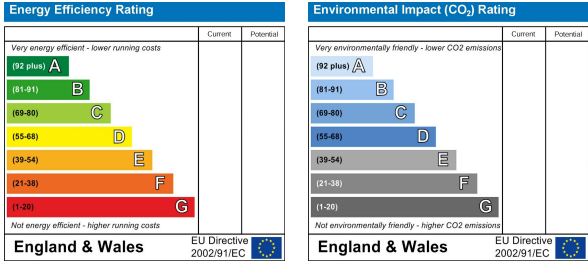 Energy Efficiency Rating
Current Potential
Very energy efficient - lower running costs
(92 plus) A
(81-91) B
(69-80) C
(55-68) D
(39-54) E
(21-38) F
(1-20) G
Not energy efficient - higher running costs
England & Wales
EU Directive
2002/91/EC
Environmental Impact (CO₂) Rating
Current Potential
Very environmentally friendly - lower CO2 emissions
(92 plus) A
(81-91) B
(69-80) C
(55-68) D
(39-54) E
(21-38) F
(1-20) G
Not environmentally friendly - higher CO2 emissions
England & Wales
EU Directive
2002/91/EC